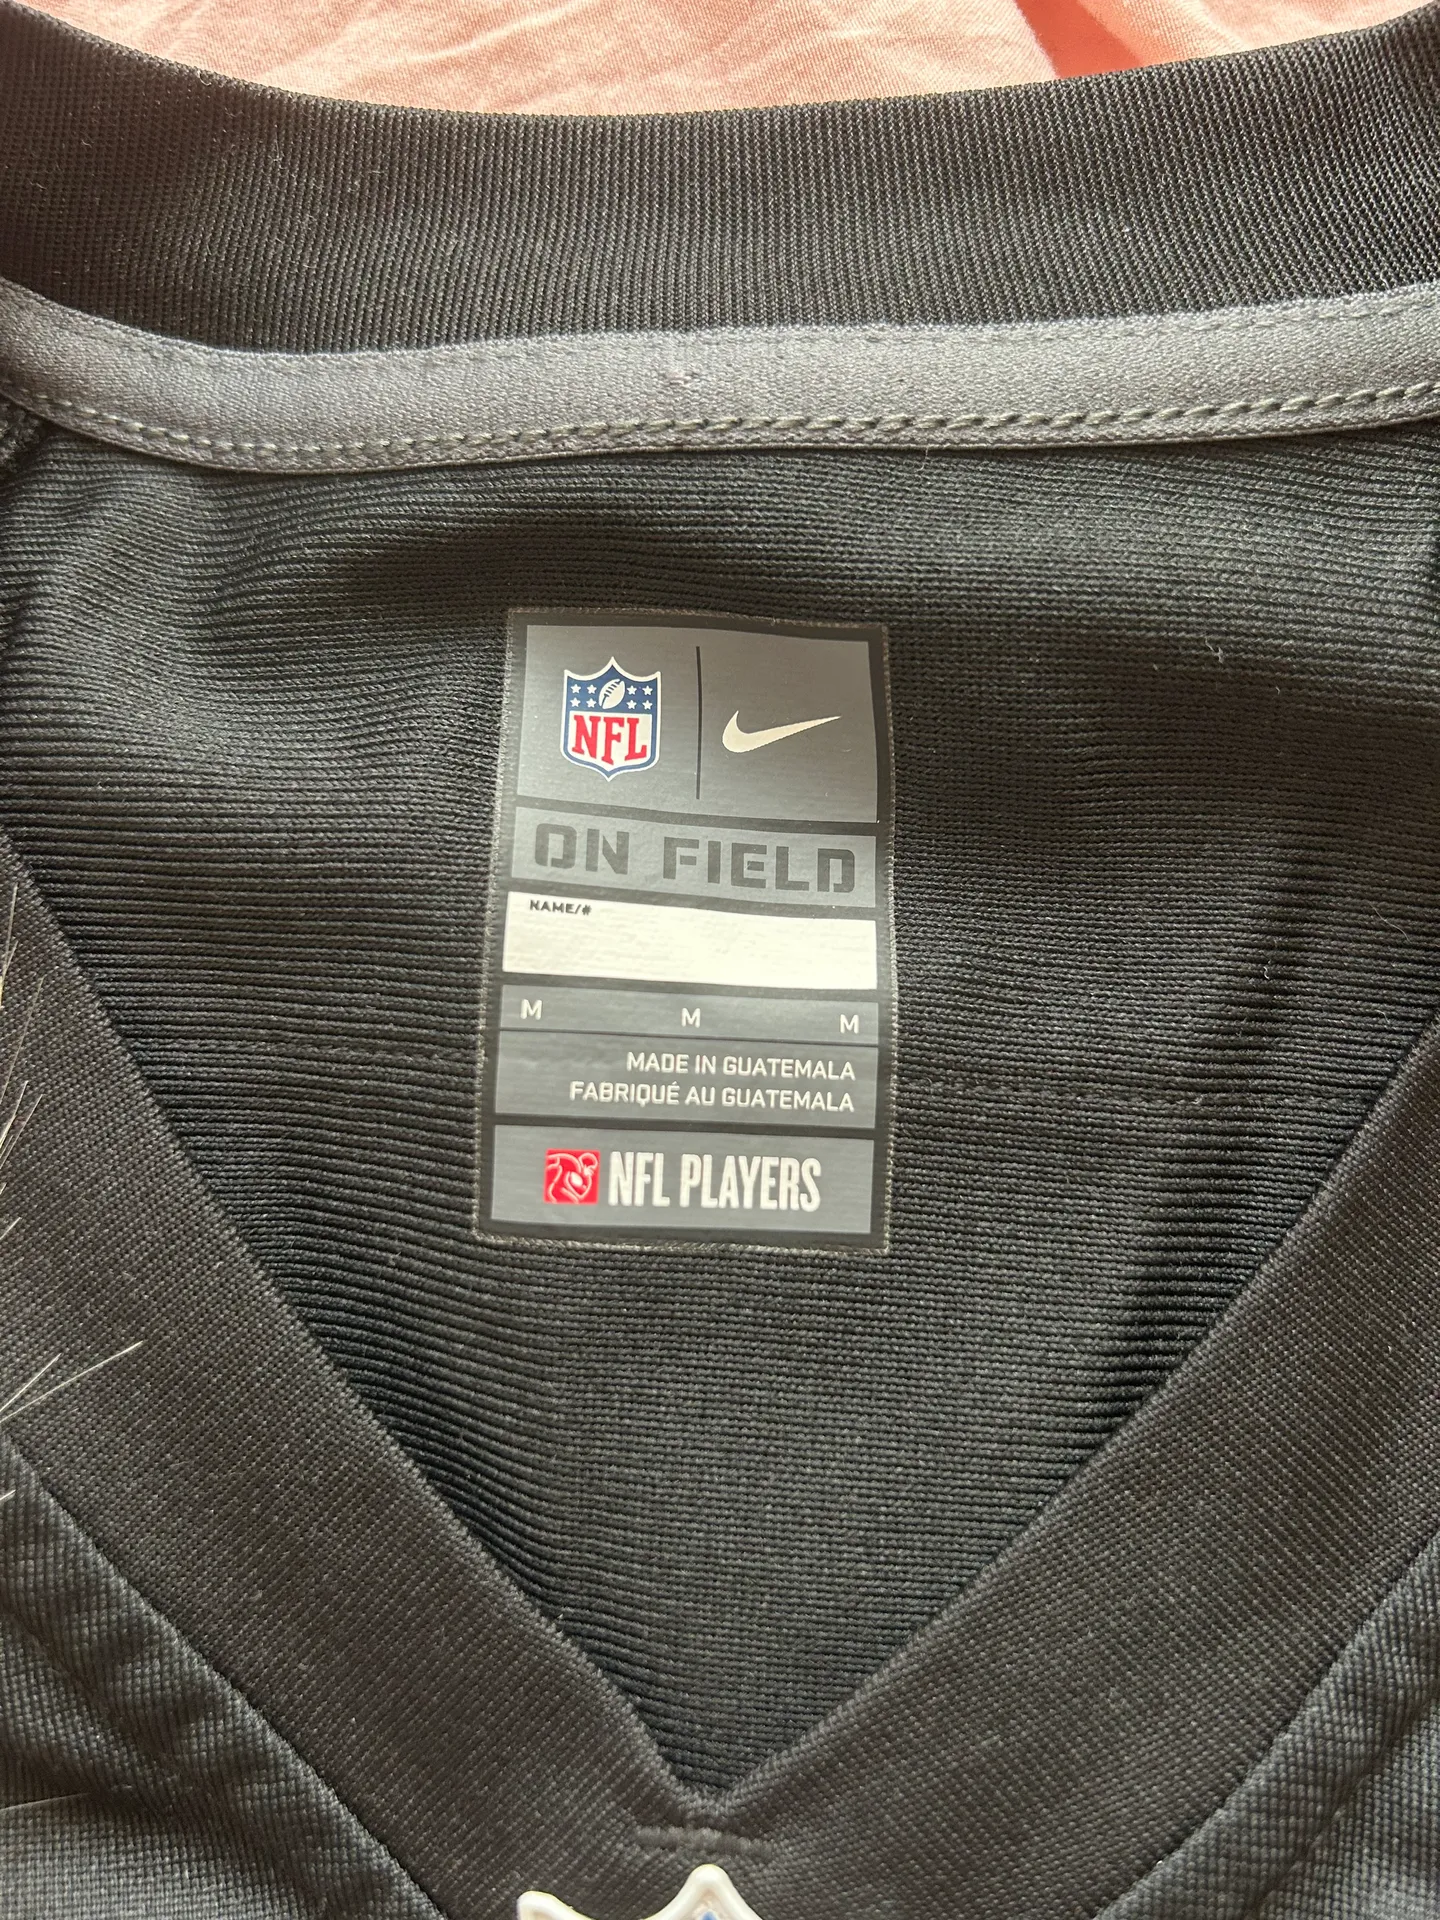 NFL
ON FIELD
NAME/#
M M M
MADE IN GUATEMALA
FABRIQUÉ AU GUATEMALA
NFL PLAYERS